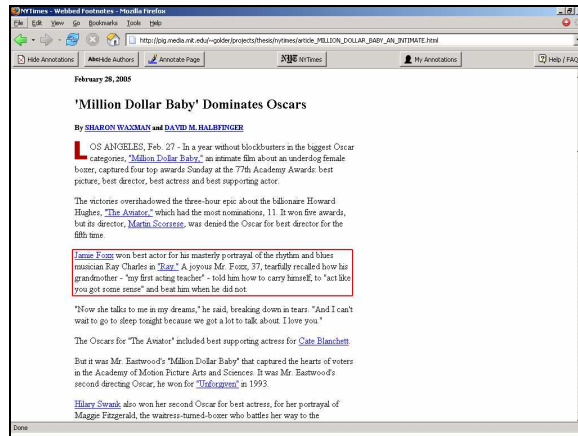 NYTimes - Webbed Footnotes - Mozilla Firefox
File Edit View Go Bookmarks Tools Help
http://pig.media.mit.edu/~golder/projects/thesis/nytimes/article_MILLION_DOLLAR_BABY_AN_INTIMATE.html
Hide Annotations Abc Hide Authors Annotate Page NYT NYTimes My Annotations Help / FAQ
February 28, 2005
'Million Dollar Baby' Dominates Oscars
By SHARON WAXMAN and DAVID M. HALBFINGER
LOS ANGELES, Feb. 27 - In a year without blockbusters in the biggest Oscar
categories, "Million Dollar Baby," an intimate film about an underdog female
boxer, captured four top awards Sunday at the 77th Academy Awards: best
picture, best director, best actress and best supporting actor.
The victories overshadowed the three-hour epic about the billionaire Howard
Hughes, "The Aviator," which had the most nominations, 11. It won five awards,
but its director, Martin Scorsese, was denied the Oscar for best director for the
fifth time.
Jamie Foxx won best actor for his masterly portrayal of the rhythm and blues
musician Ray Charles in "Ray." A joyous Mr. Foxx, 37, tearfully recalled how his
grandmother - "my first acting teacher" - told him how to carry himself, to "act like
you got some sense" and beat him when he did not.
"Now she talks to me in my dreams," he said, breaking down in tears. "And I can't
wait to go to sleep tonight because we got a lot to talk about. I love you."
The Oscars for "The Aviator" included best supporting actress for Cate Blanchett.
But it was Mr. Eastwood's "Million Dollar Baby" that captured the hearts of voters
in the Academy of Motion Picture Arts and Sciences. It was Mr. Eastwood's
second directing Oscar; he won for "Unforgiven" in 1993.
Hilary Swank also won her second Oscar for best actress, for her portrayal of
Maggie Fitzgerald, the waitress-turned-boxer who battles her way to the
Done